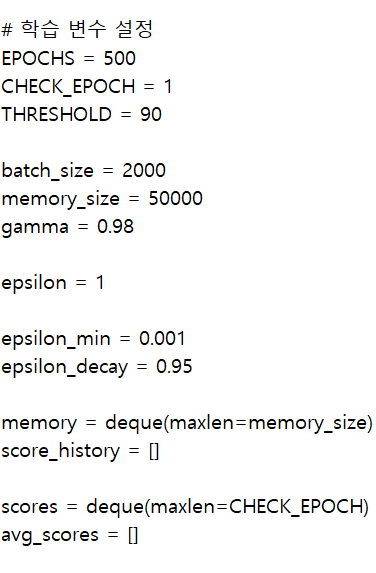 # 학습 변수 설정
EPOCHS = 500
CHECK_EPOCH = 1
THRESHOLD = 90
batch_size = 2000
memory_size = 50000
gamma = 0.98
epsilon = 1
epsilon_min = 0.001
epsilon_decay = 0.95
memory = deque(maxlen=memory_size)
score_history = []
scores = deque(maxlen=CHECK_EPOCH)
avg_scores = []